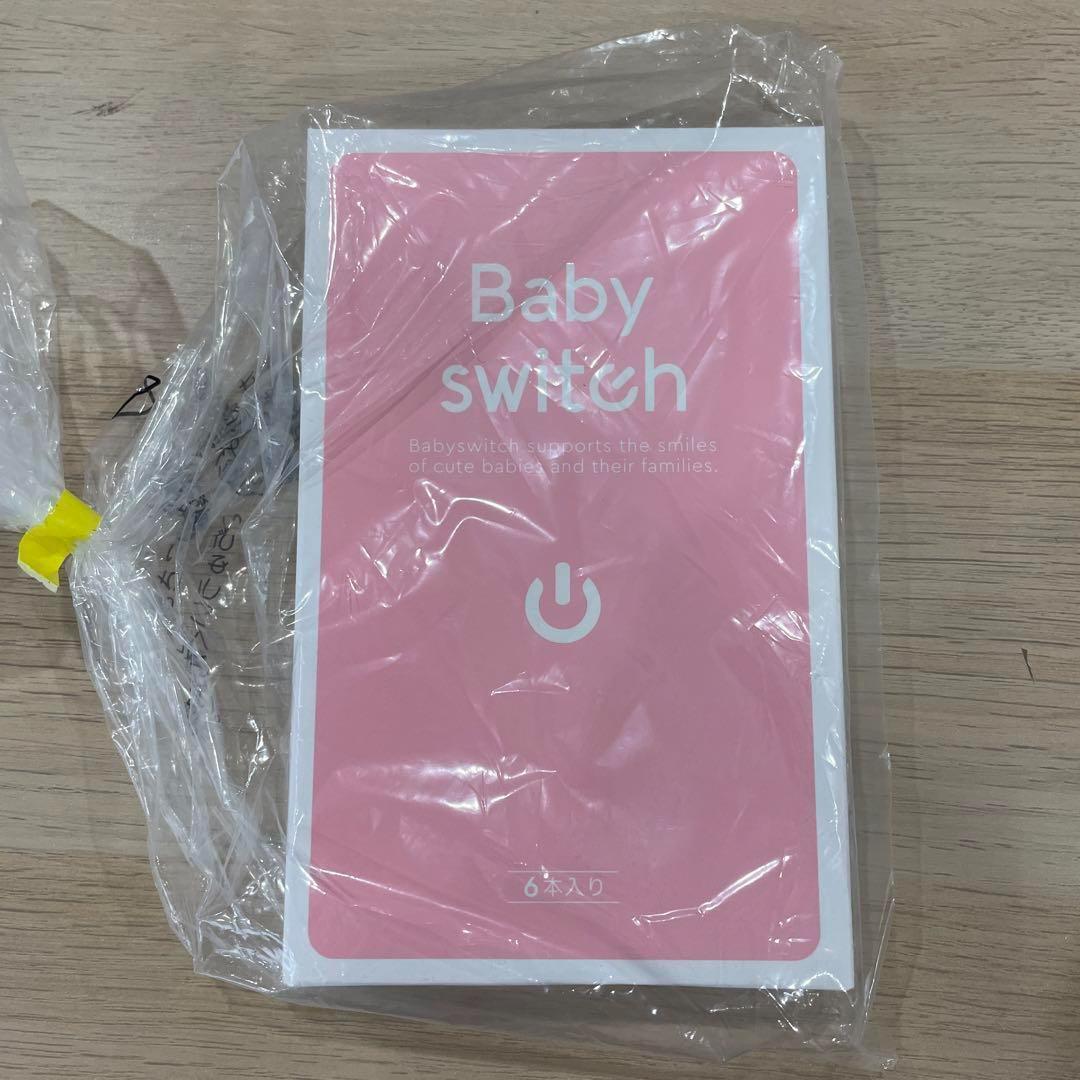 Baby
switch
Babyswitch supports the smiles
of cute babies and their families.
6本入り